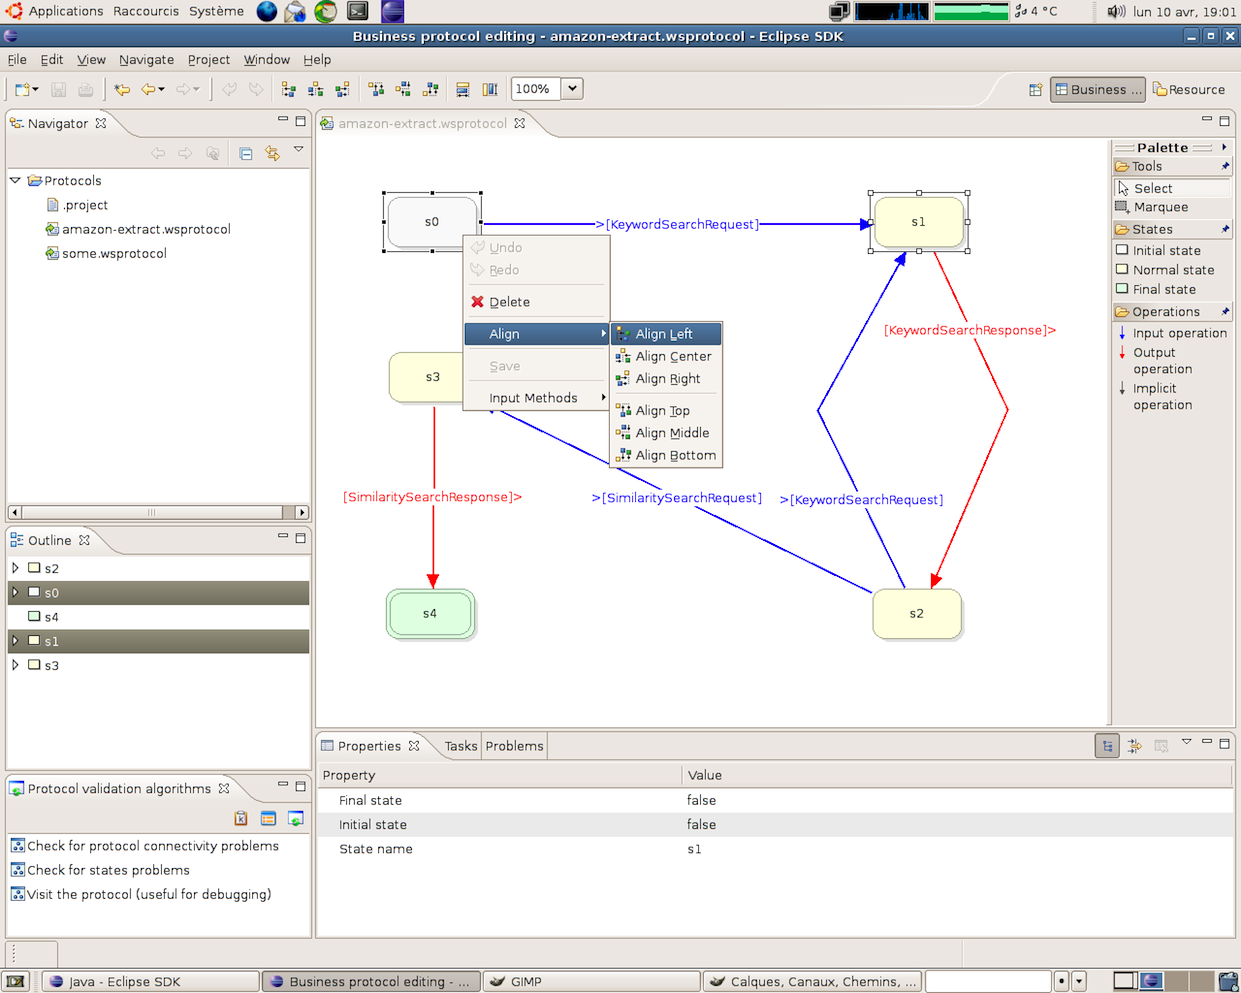 Applications Raccourcis Système 4 °C lun 10 avr, 19:01
Business protocol editing - amazon-extract.wsprotocol - Eclipse SDK
File Edit View Navigate Project Window Help
100% Business ... Resource
Navigator
Protocols
.project
amazon-extract.wsprotocol
some.wsprotocol
Outline
s2
s0
s4
s1
s3
Protocol validation algorithms
Check for protocol connectivity problems
Check for states problems
Visit the protocol (useful for debugging)
amazon-extract.wsprotocol
s0
>[KeywordSearchRequest]
s1
[KeywordSearchResponse]>
s3
[SimilaritySearchResponse]>
>[SimilaritySearchRequest]
>[KeywordSearchRequest]
s4
s2
Undo
Redo
Delete
Align
Save
Input Methods
Align Left
Align Center
Align Right
Align Top
Align Middle
Align Bottom
Palette
Tools
Select
Marquee
States
Initial state
Normal state
Final state
Operations
Input operation
Output
operation
Implicit
operation
Properties Tasks Problems
Property Value
Final state false
Initial state false
State name s1
Java - Eclipse SDK Business protocol editing - ... GIMP Calques, Canaux, Chemins, ...